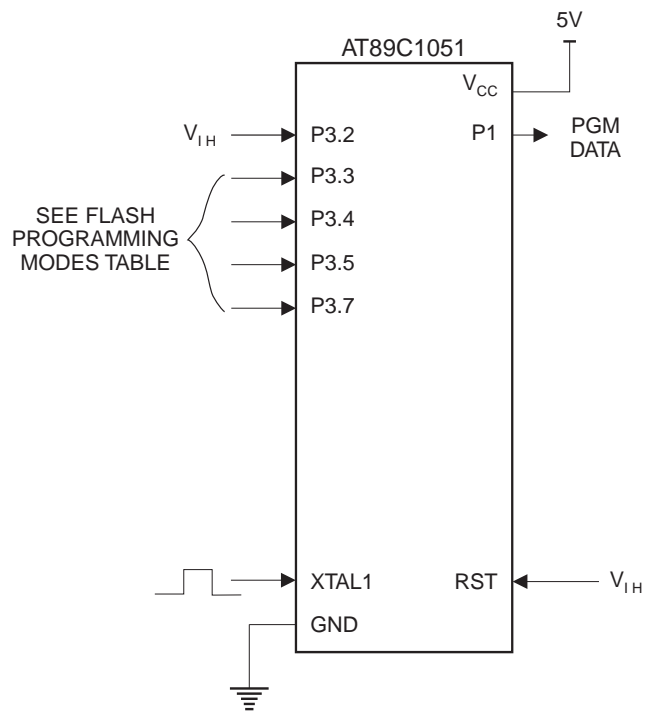 5V
AT89C1051
VCC
VIH
P3.2
P1
PGM
DATA
P3.3
SEE FLASH
PROGRAMMING
MODES TABLE
P3.4
P3.5
P3.7
XTAL1
RST
VIH
GND